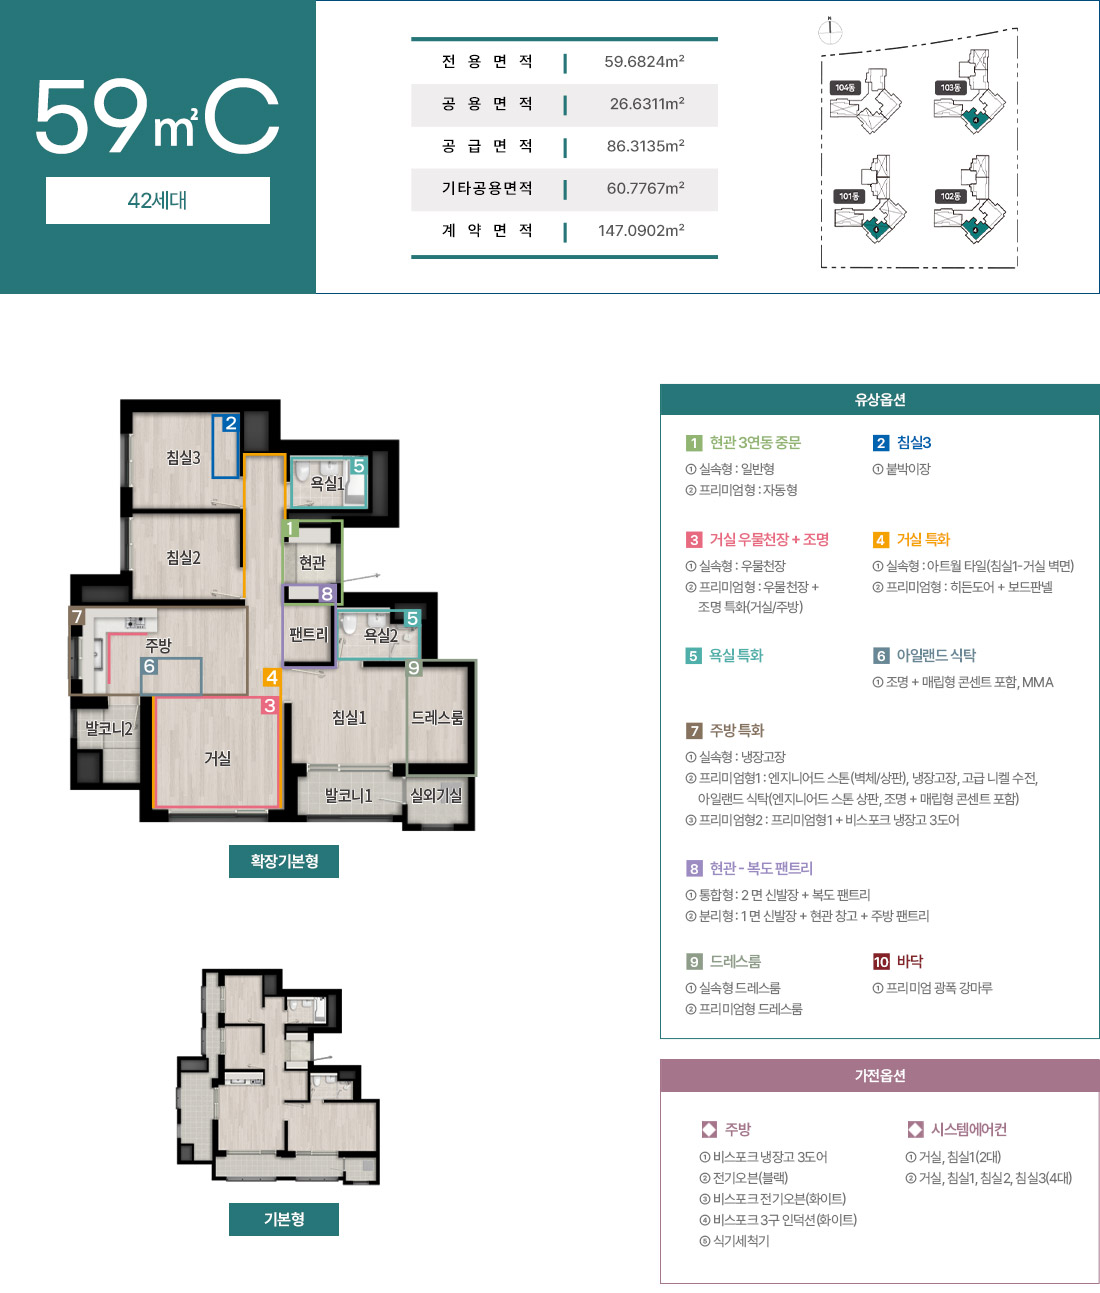 59㎡C
42세대
전용면적 59.6824m²
공용면적 26.6311m²
공급면적 86.3135m²
기타공용면적 60.7767m²
계약면적 147.0902m²
N
104동
103동
4
101동
102동
4
4
2
침실3
욕실1
5
1
침실2
현관
8
7
주방
팬트리
욕실2
5
6
4
9
3
발코니2
거실
침실1
드레스룸
발코니1
실외기실
확장기본형
기본형
유상옵션
1 현관 3연동 중문
① 실속형 : 일반형
② 프리미엄형 : 자동형
2 침실3
① 붙박이장
3 거실 우물천장 + 조명
① 실속형 : 우물천장
② 프리미엄형 : 우물천장 +
조명 특화(거실/주방)
4 거실 특화
① 실속형 : 아트월 타일(침실1-거실 벽면)
② 프리미엄형 : 히든도어 + 보드판넬
5 욕실 특화
6 아일랜드 식탁
① 조명 + 매립형 콘센트 포함, MMA
7 주방 특화
① 실속형 : 냉장고장
② 프리미엄형1 : 엔지니어드 스톤(벽체/상판), 냉장고장, 고급 니켈 수전,
아일랜드 식탁(엔지니어드 스톤 상판, 조명 + 매립형 콘센트 포함)
③ 프리미엄형2 : 프리미엄형1 + 비스포크 냉장고 3도어
8 현관 - 복도 팬트리
① 통합형 : 2 면 신발장 + 복도 팬트리
② 분리형 : 1 면 신발장 + 현관 창고 + 주방 팬트리
9 드레스룸
① 실속형 드레스룸
② 프리미엄형 드레스룸
10 바닥
① 프리미엄 광폭 강마루
가전옵션
주방
① 비스포크 냉장고 3도어
② 전기오븐(블랙)
③ 비스포크 전기오븐(화이트)
④ 비스포크 3구 인덕션(화이트)
⑤ 식기세척기
시스템에어컨
① 거실, 침실1(2대)
② 거실, 침실1, 침실2, 침실3(4대)